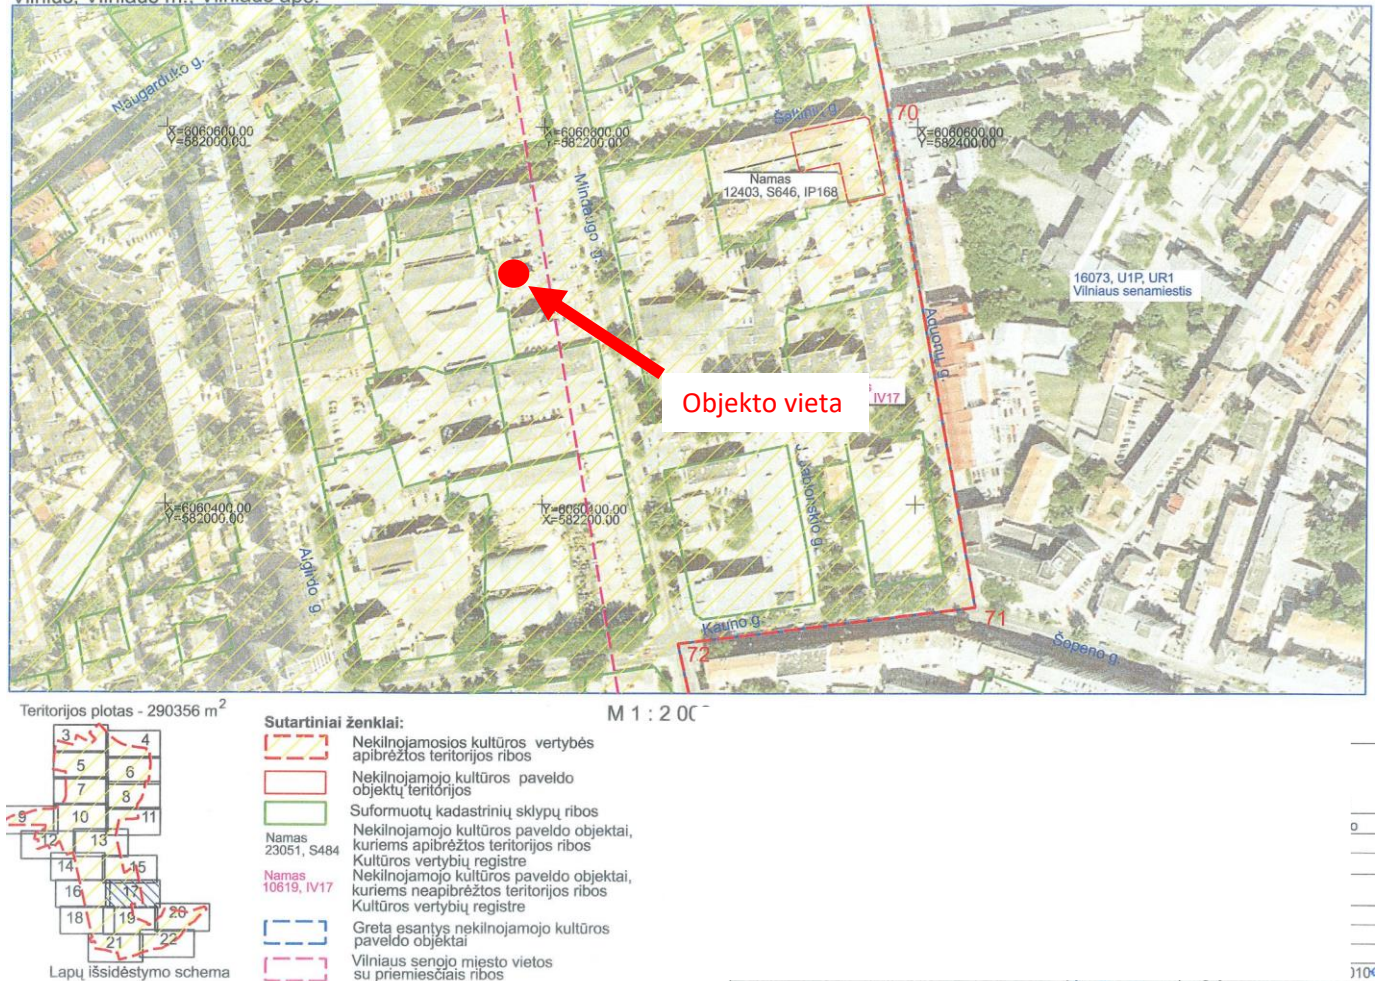 Vilnius, Vilniaus m., Vilniaus aps.
Naugarduko g.
X=6060600.00
Y=582000.00
X=6060600.00
Y=582200.00
Šaltinių g.
70
X=6060600.00
Y=582400.00
Mindaugo g.
Namas
12403, S646, IP168
16073, U1P, UR1
Vilniaus senamiestis
Aguonų g.
Objekto vieta
IV17
J. Jablonskio g.
X=6060400.00
Y=582000.00
Y=6060400.00
X=582200.00
Algirdo g.
Kauno g.
71
72
Šopeno g.
Teritorijos plotas - 290356 m²
M 1 : 2 00
Sutartiniai ženklai:
Nekilnojamosios kultūros vertybės
apibrėžtos teritorijos ribos
Nekilnojamojo kultūros paveldo
objektų teritorijos
Suformuotų kadastrinių sklypų ribos
Namas
23051, S484
Nekilnojamojo kultūros paveldo objektai,
kuriems apibrėžtos teritorijos ribos
Kultūros vertybių registre
Namas
10619, IV17
Nekilnojamojo kultūros paveldo objektai,
kuriems neapibrėžtos teritorijos ribos
Kultūros vertybių registre
Greta esantys nekilnojamojo kultūros
paveldo objektai
Vilniaus senojo miesto vietos
su priemiesčiais ribos
3
4
5
6
7
8
9
10
11
12
13
14
15
16
17
18
19
20
21
22
Lapų išsidėstymo schema